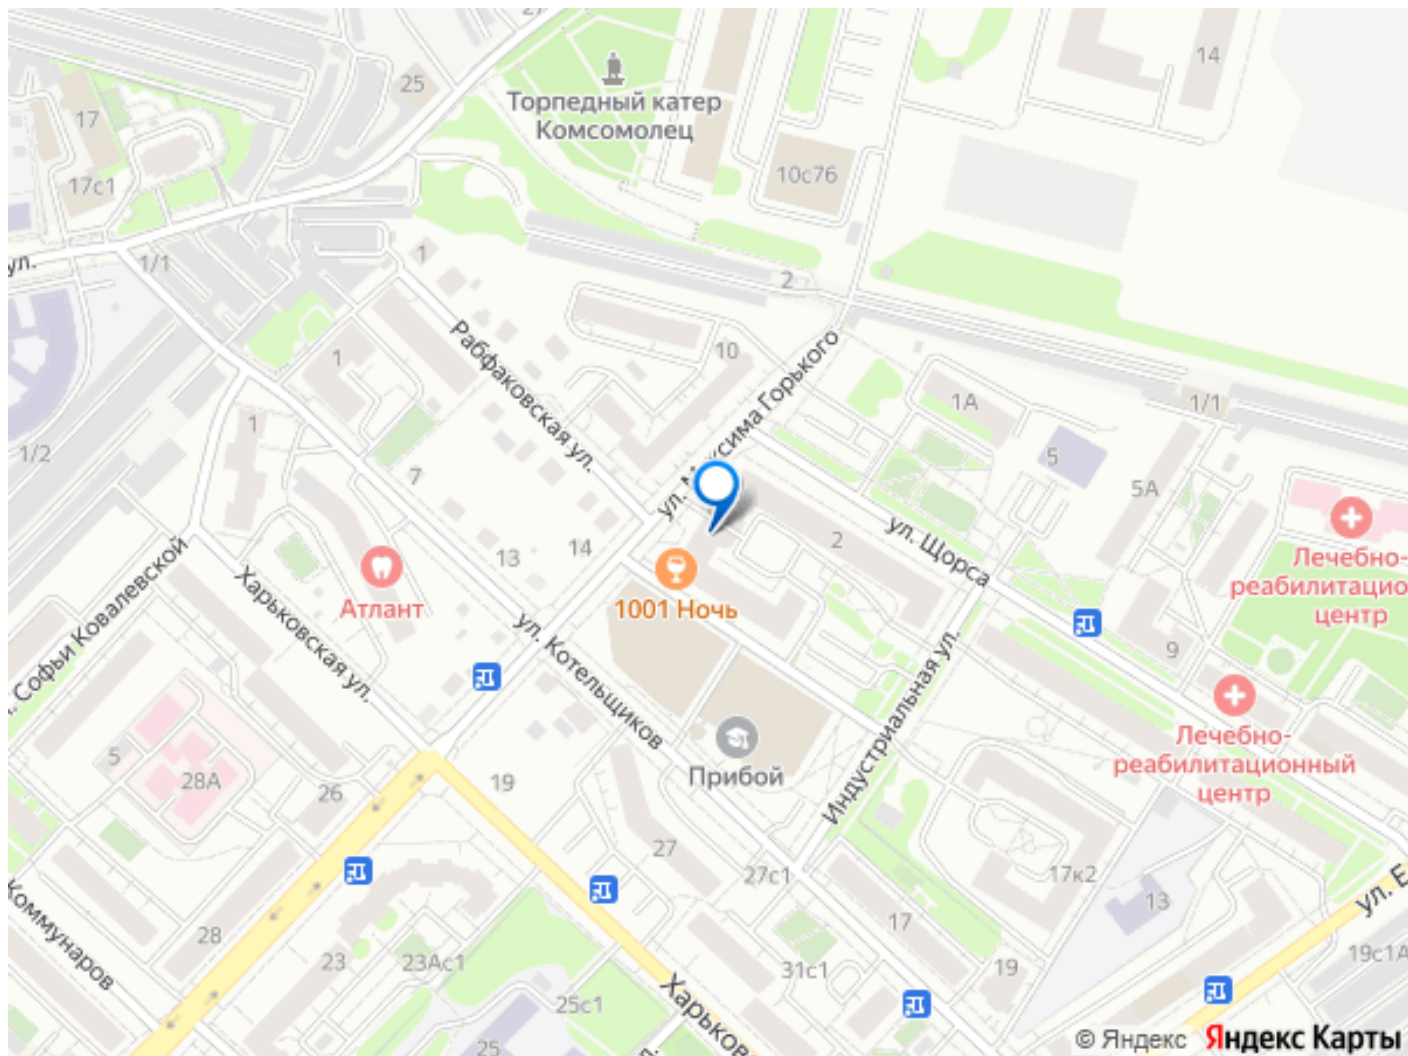 27
14
25
Торпедный катер
Комсомолец
17
10с76
17с1
1
ул.
1/1
2
Рабфаковская ул.
ул. Максима Горького
10
1
1А
1/1
1
1/2
7
5
5А
ул. Щорса
Лечебно-
реабилитацио
центр
13
14
2
1001 Ночь
Атлант
Софьи Ковалевской
Харьковская ул.
ул. Котельщиков
Индустриальная ул.
9
Лечебно-
реабилитационный
центр
Прибой
5
28А
26
19
27
27с1
17к2
13
17
ул. Е
Коммунаров
28
23
23Ас1
31с1
19
19с1А
25с1
Харьков
25
© Яндекс Яндекс Карты